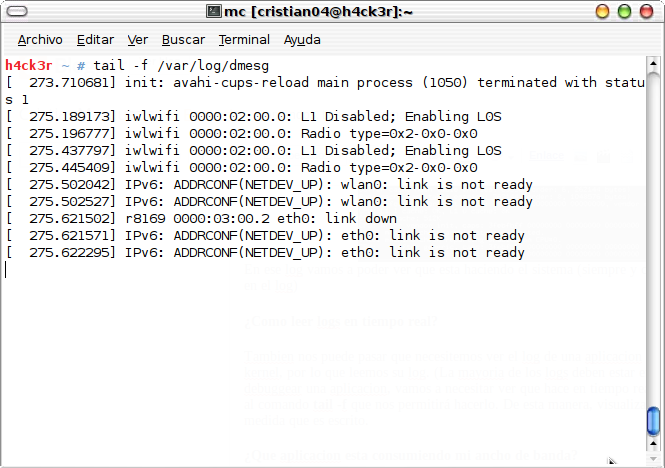 mc [cristian04@h4ck3r]:~
Archivo Editar Ver Buscar Terminal Ayuda
h4ck3r ~ # tail -f /var/log/dmesg
[  273.710681] init: avahi-cups-reload main process (1050) terminated with statu
s 1
[  275.189173] iwlwifi 0000:02:00.0: L1 Disabled; Enabling L0S
[  275.196777] iwlwifi 0000:02:00.0: Radio type=0x2-0x0-0x0
[  275.437797] iwlwifi 0000:02:00.0: L1 Disabled; Enabling L0S
[  275.445409] iwlwifi 0000:02:00.0: Radio type=0x2-0x0-0x0
[  275.502042] IPv6: ADDRCONF(NETDEV_UP): wlan0: link is not ready
[  275.502527] IPv6: ADDRCONF(NETDEV_UP): wlan0: link is not ready
[  275.621502] r8169 0000:03:00.2 eth0: link down
[  275.621571] IPv6: ADDRCONF(NETDEV_UP): eth0: link is not ready
[  275.622295] IPv6: ADDRCONF(NETDEV_UP): eth0: link is not ready